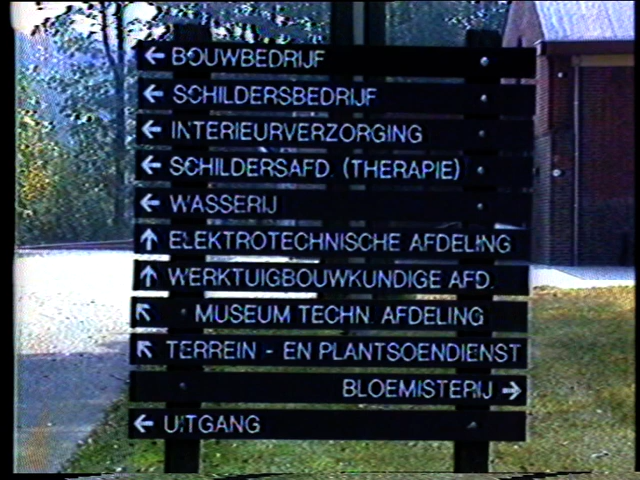 ← BOUWBEDRIJF
← SCHILDERSBEDRIJF
← INTERIEURVERZORGING
← SCHILDERSAFD. (THERAPIE)
← WASSERIJ
↑ ELEKTROTECHNISCHE AFDELING
↑ WERKTUIGBOUWKUNDIGE AFD.
↖ MUSEUM TECHN. AFDELING
↖ TERREIN - EN PLANTSOENDIENST
BLOEMISTERIJ →
← UITGANG